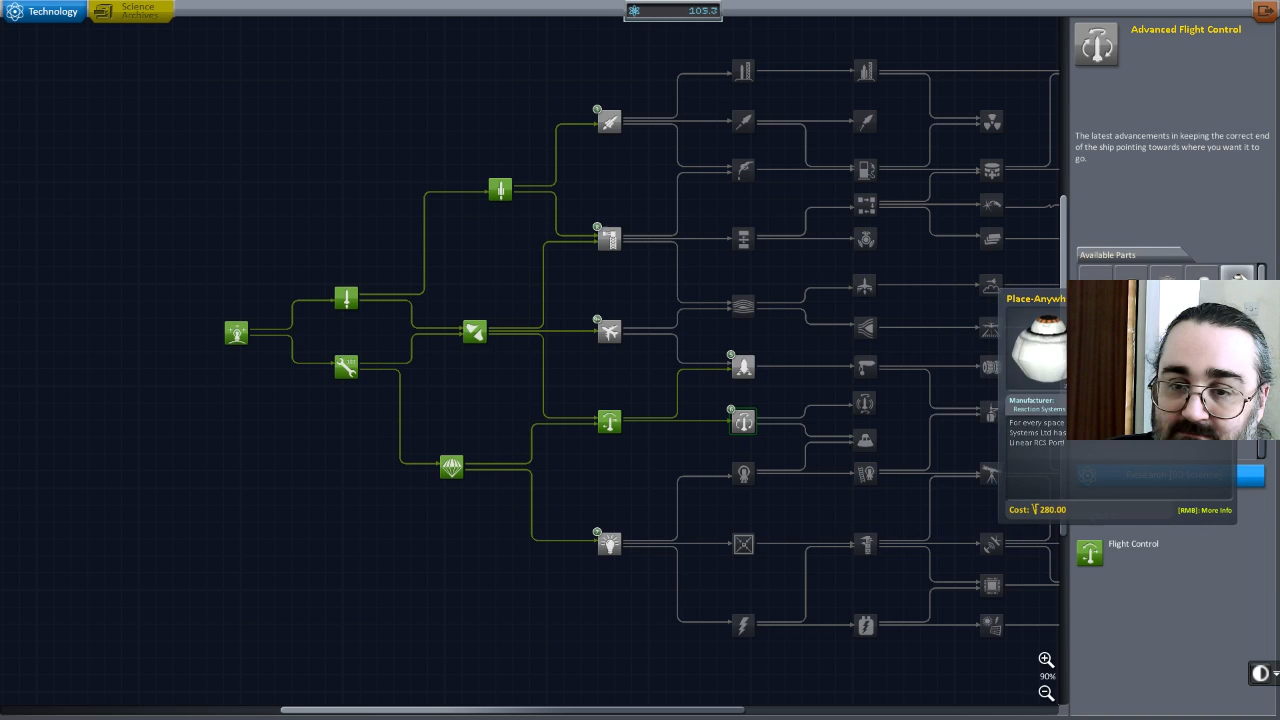 Technology
Science
Archives
105.3
Advanced Flight Control
The latest advancements in keeping the correct end
of the ship pointing towards where you want it to
go.
Available Parts
Place-Anywh
Manufacturer:
Reaction Systems
For every space
Systems Ltd has
Linear RCS Port
Cost: 280.00
[RMB]: More Info
Flight Control
90%